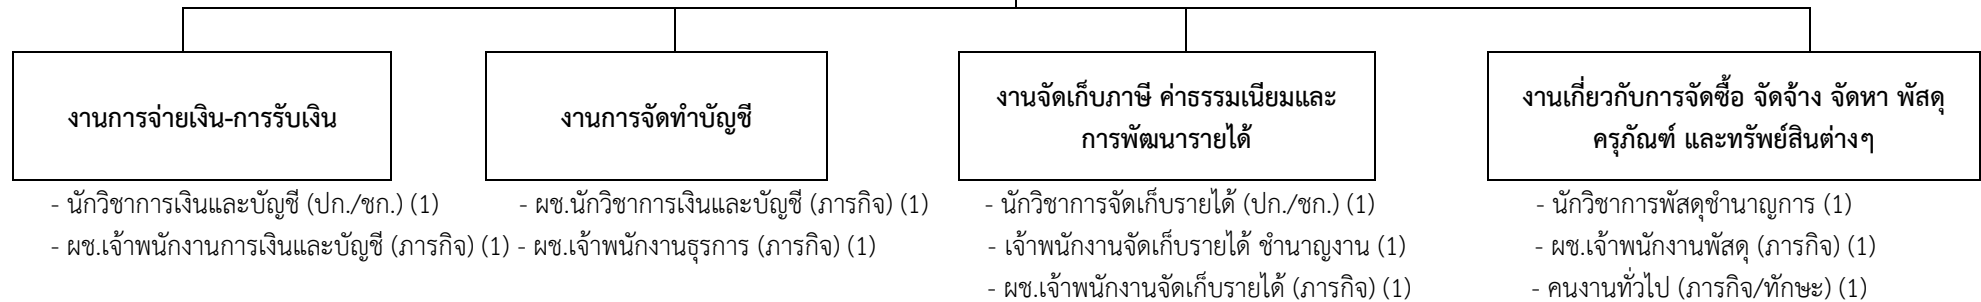 งานการจ่ายเงิน-การรับเงิน
- นักวิชาการเงินและบัญชี (ปก./ชก.) (1)
- ผช.เจ้าพนักงานการเงินและบัญชี (ภารกิจ) (1)
งานการจัดทำบัญชี
- ผช.นักวิชาการเงินและบัญชี (ภารกิจ) (1)
- ผช.เจ้าพนักงานธุรการ (ภารกิจ) (1)
งานจัดเก็บภาษี ค่าธรรมเนียมและ
การพัฒนารายได้
- นักวิชาการจัดเก็บรายได้ (ปก./ชก.) (1)
- เจ้าพนักงานจัดเก็บรายได้ ชำนาญงาน (1)
- ผช.เจ้าพนักงานจัดเก็บรายได้ (ภารกิจ) (1)
งานเกี่ยวกับการจัดซื้อ จัดจ้าง จัดหา พัสดุ
ครุภัณฑ์ และทรัพย์สินต่างๆ
- นักวิชาการพัสดุชำนาญการ (1)
- ผช.เจ้าพนักงานพัสดุ (ภารกิจ) (1)
- คนงานทั่วไป (ภารกิจ/ทักษะ) (1)